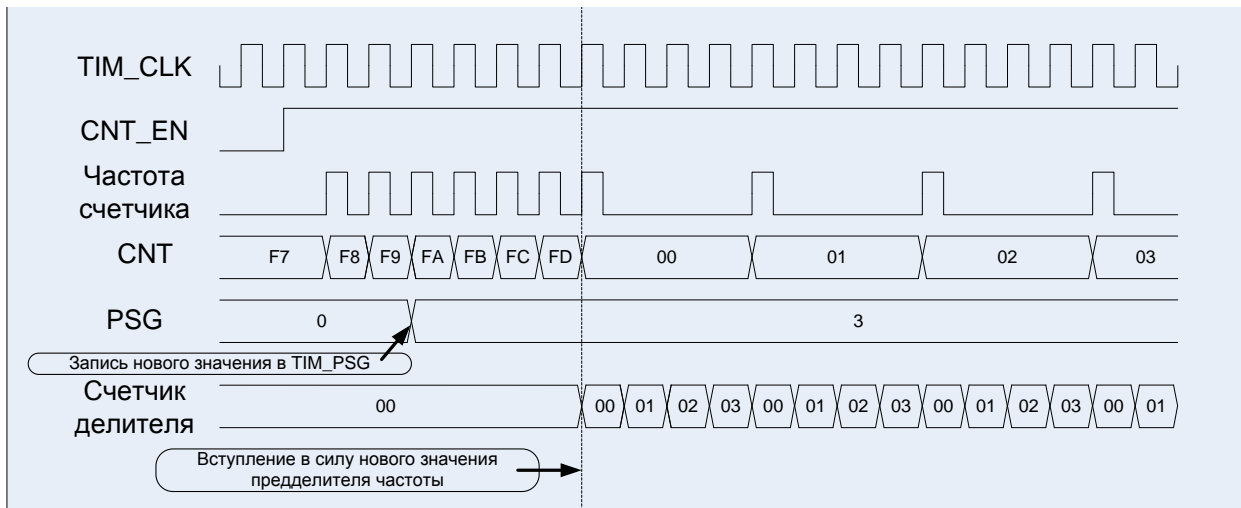 TIM_CLK
CNT_EN
Частота
счетчика
CNT
F7 F8 F9 FA FB FC FD 00 01 02 03
PSG
0 3
Запись нового значения в TIM_PSG
Счетчик
делителя
00 00 01 02 03 00 01 02 03 00 01 02 03 00 01
Вступление в силу нового значения
предделителя частоты